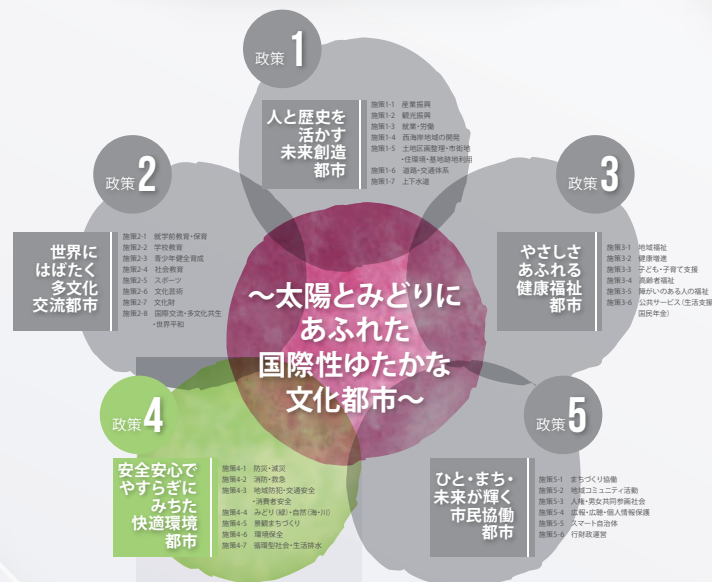 政策1
人と歴史を
活かす
未来創造
都市
施策1-1 産業振興
施策1-2 観光振興
施策1-3 就業・労働
施策1-4 西海岸地域の開発
施策1-5 土地区画整理・市街地
・住環境・基地跡地利用
施策1-6 道路・交通体系
施策1-7 上下水道
政策2
世界に
はばたく
多文化
交流都市
施策2-1 就学前教育・保育
施策2-2 学校教育
施策2-3 青少年健全育成
施策2-4 社会教育
施策2-5 スポーツ
施策2-6 文化芸術
施策2-7 文化財
施策2-8 国際交流・多文化共生
・世界平和
政策3
やさしさ
あふれる
健康福祉
都市
施策3-1 地域福祉
施策3-2 健康増進
施策3-3 子ども・子育て支援
施策3-4 高齢者福祉
施策3-5 障がいのある人の福祉
施策3-6 公共サービス(生活支援
国民年金)
〜太陽とみどりに
あふれた
国際性ゆたかな
文化都市〜
政策4
安全安心で
やすらぎに
みちた
快適環境
都市
施策4-1 防災・減災
施策4-2 消防・救急
施策4-3 地域防犯・交通安全
・消費者安全
施策4-4 みどり(緑)・自然(海・川)
施策4-5 景観まちづくり
施策4-6 環境保全
施策4-7 循環型社会・生活排水
政策5
ひと・まち・
未来が輝く
市民協働
都市
施策5-1 まちづくり協働
施策5-2 地域コミュニティ活動
施策5-3 人権・男女共同参画社会
施策5-4 広報・広聴・個人情報保護
施策5-5 スマート自治体
施策5-6 行財政運営